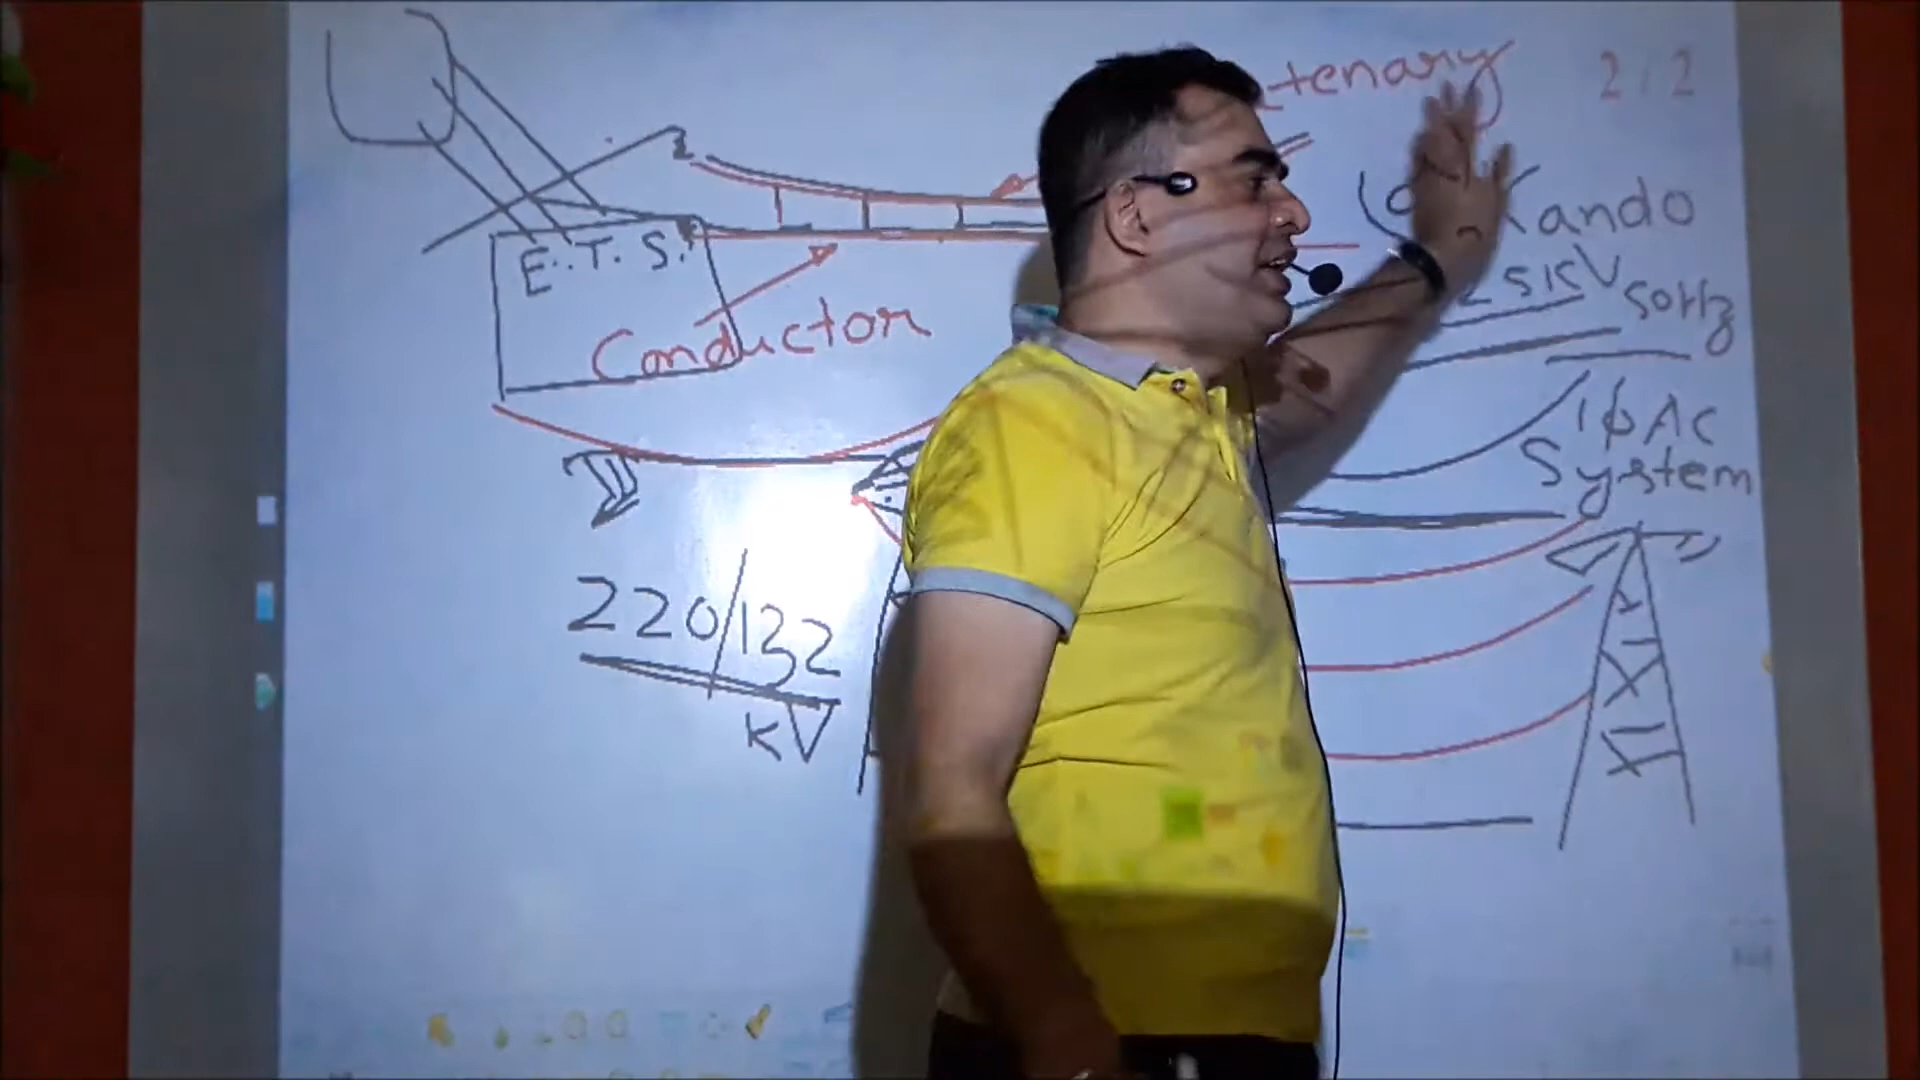 tenary
2/2
Kando
E.T.S.
25KV 50Hz
Conductor
1φ AC
System
220/132
KV